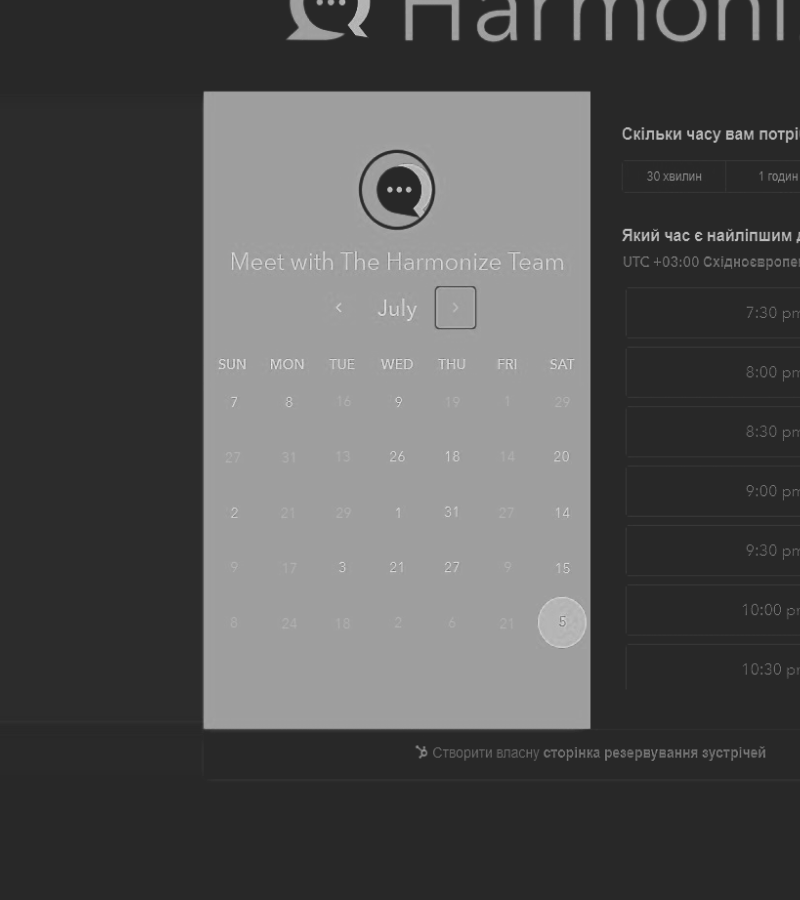 Harmoni
Meet with The Harmonize Team
July
SUN MON TUE WED THU FRI SAT
7 8 16 9 19 1 29
27 31 13 26 18 14 20
2 21 29 1 31 27 14
9 17 3 21 27 9 15
8 24 18 2 6 21 5
Скільки часу вам потрі
30 хвилин 1 годин
Який час є найліпшим
UTC +03:00 Східноєвропе
7:30 pm
8:00 pm
8:30 pm
9:00 pm
9:30 pm
10:00 pm
10:30 pm
Створити власну сторінка резервування зустрічей